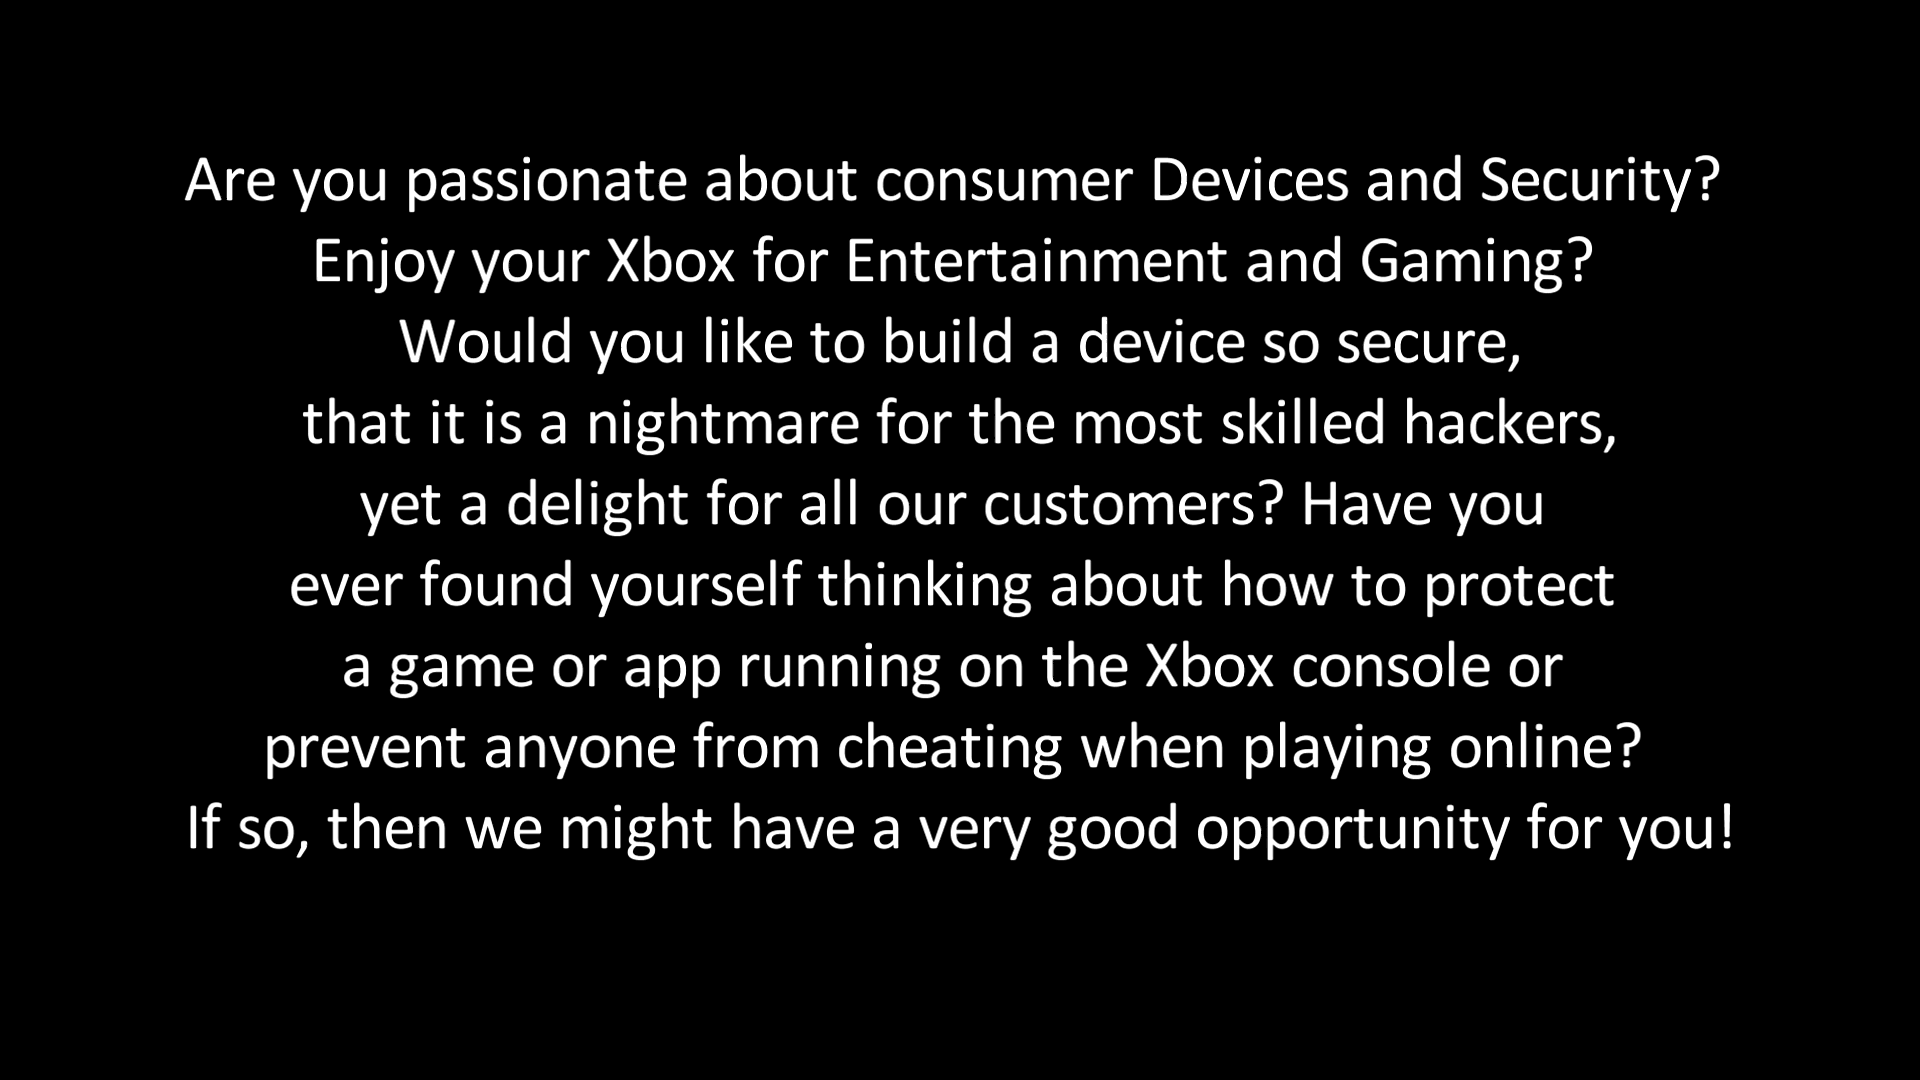 Are you passionate about consumer Devices and Security?
Enjoy your Xbox for Entertainment and Gaming?
Would you like to build a device so secure,
that it is a nightmare for the most skilled hackers,
yet a delight for all our customers? Have you
ever found yourself thinking about how to protect
a game or app running on the Xbox console or
prevent anyone from cheating when playing online?
If so, then we might have a very good opportunity for you!